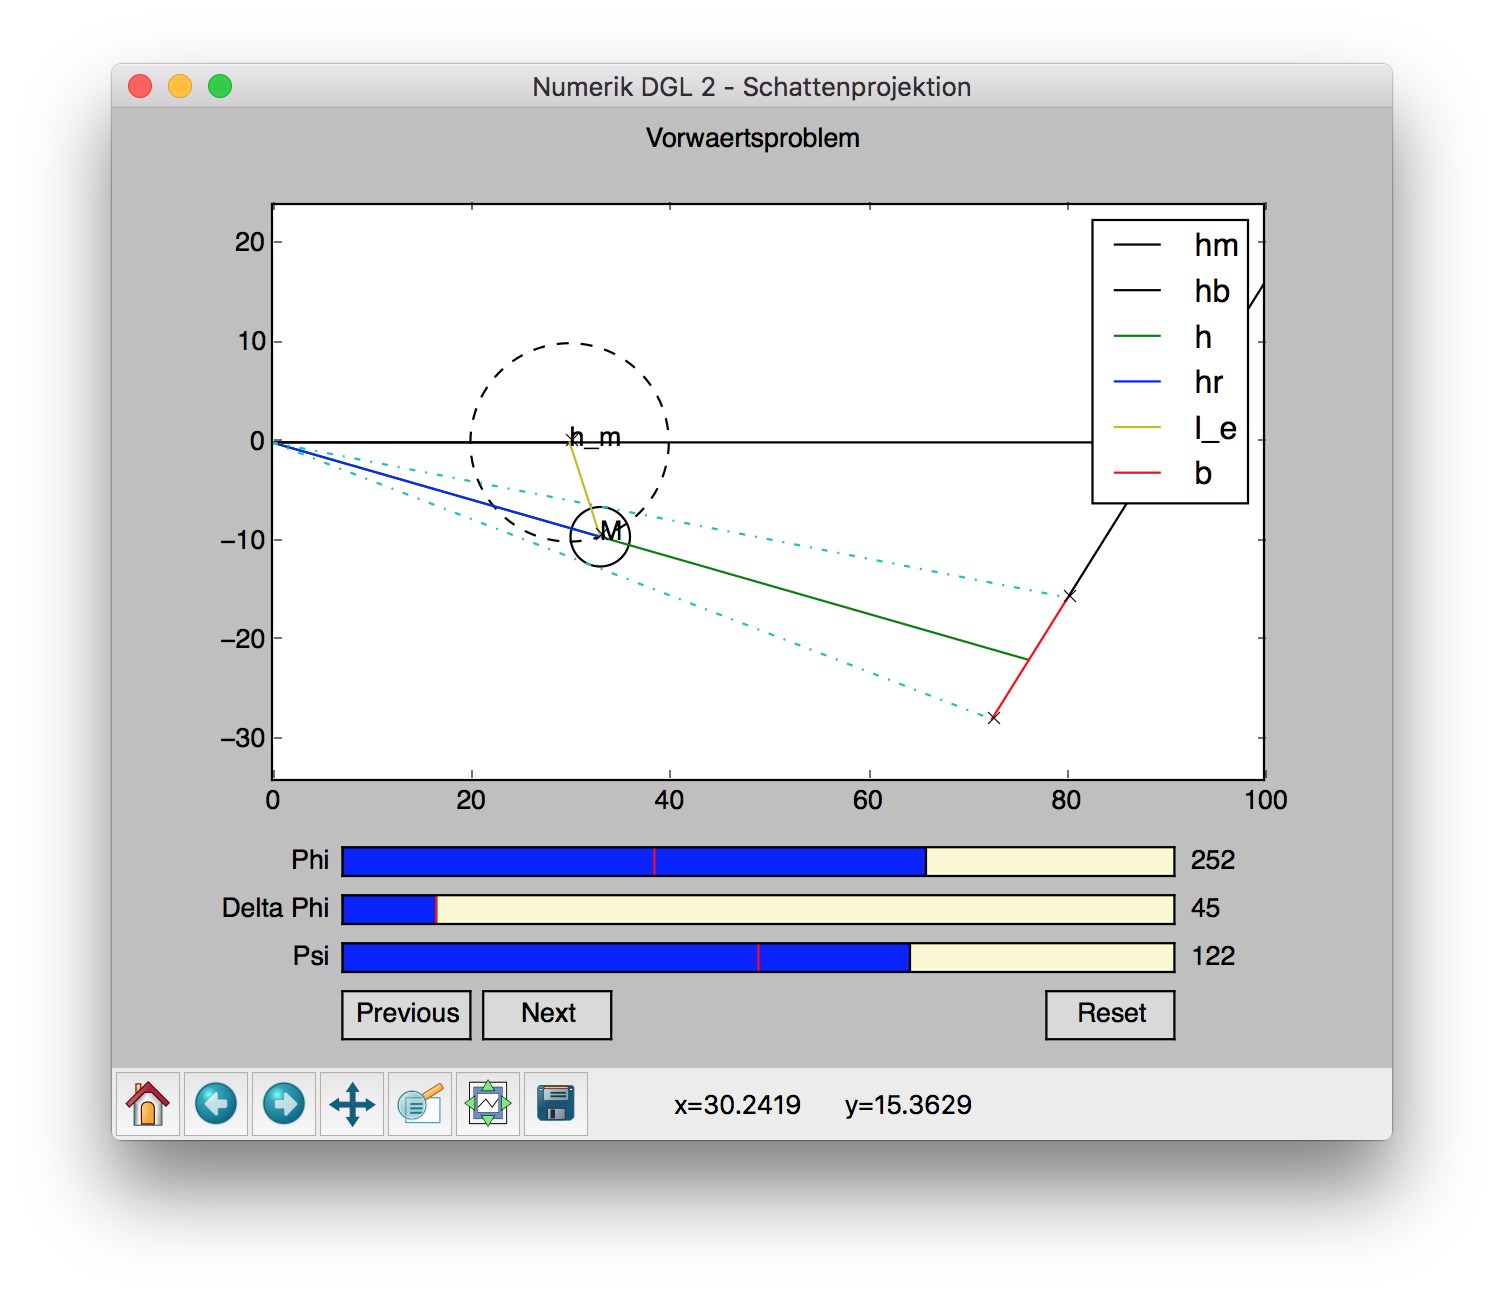 Numerik DGL 2 - Schattenprojektion
Vorwaertsproblem
20
10
0
−10
−20
−30
0 20 40 60 80 100
h_m
M
hm
hb
h
hr
l_e
b
Phi 252
Delta Phi 45
Psi 122
Previous Next Reset
x=30.2419 y=15.3629